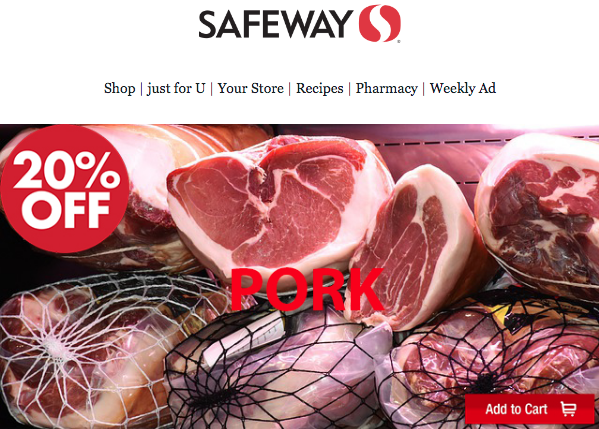 SAFEWAY
Shop | just for U | Your Store | Recipes | Pharmacy | Weekly Ad
20%
OFF
PORK
Add to Cart